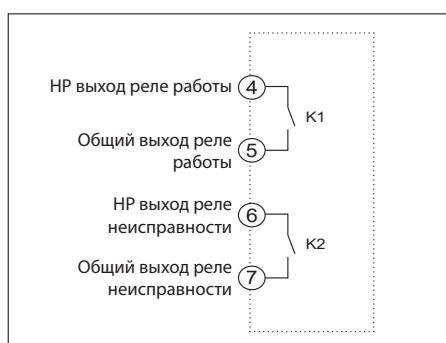 НР выход реле работы
4
K1
Общий выход реле
работы
5
НР выход реле
неисправности
6
K2
Общий выход реле
неисправности
7